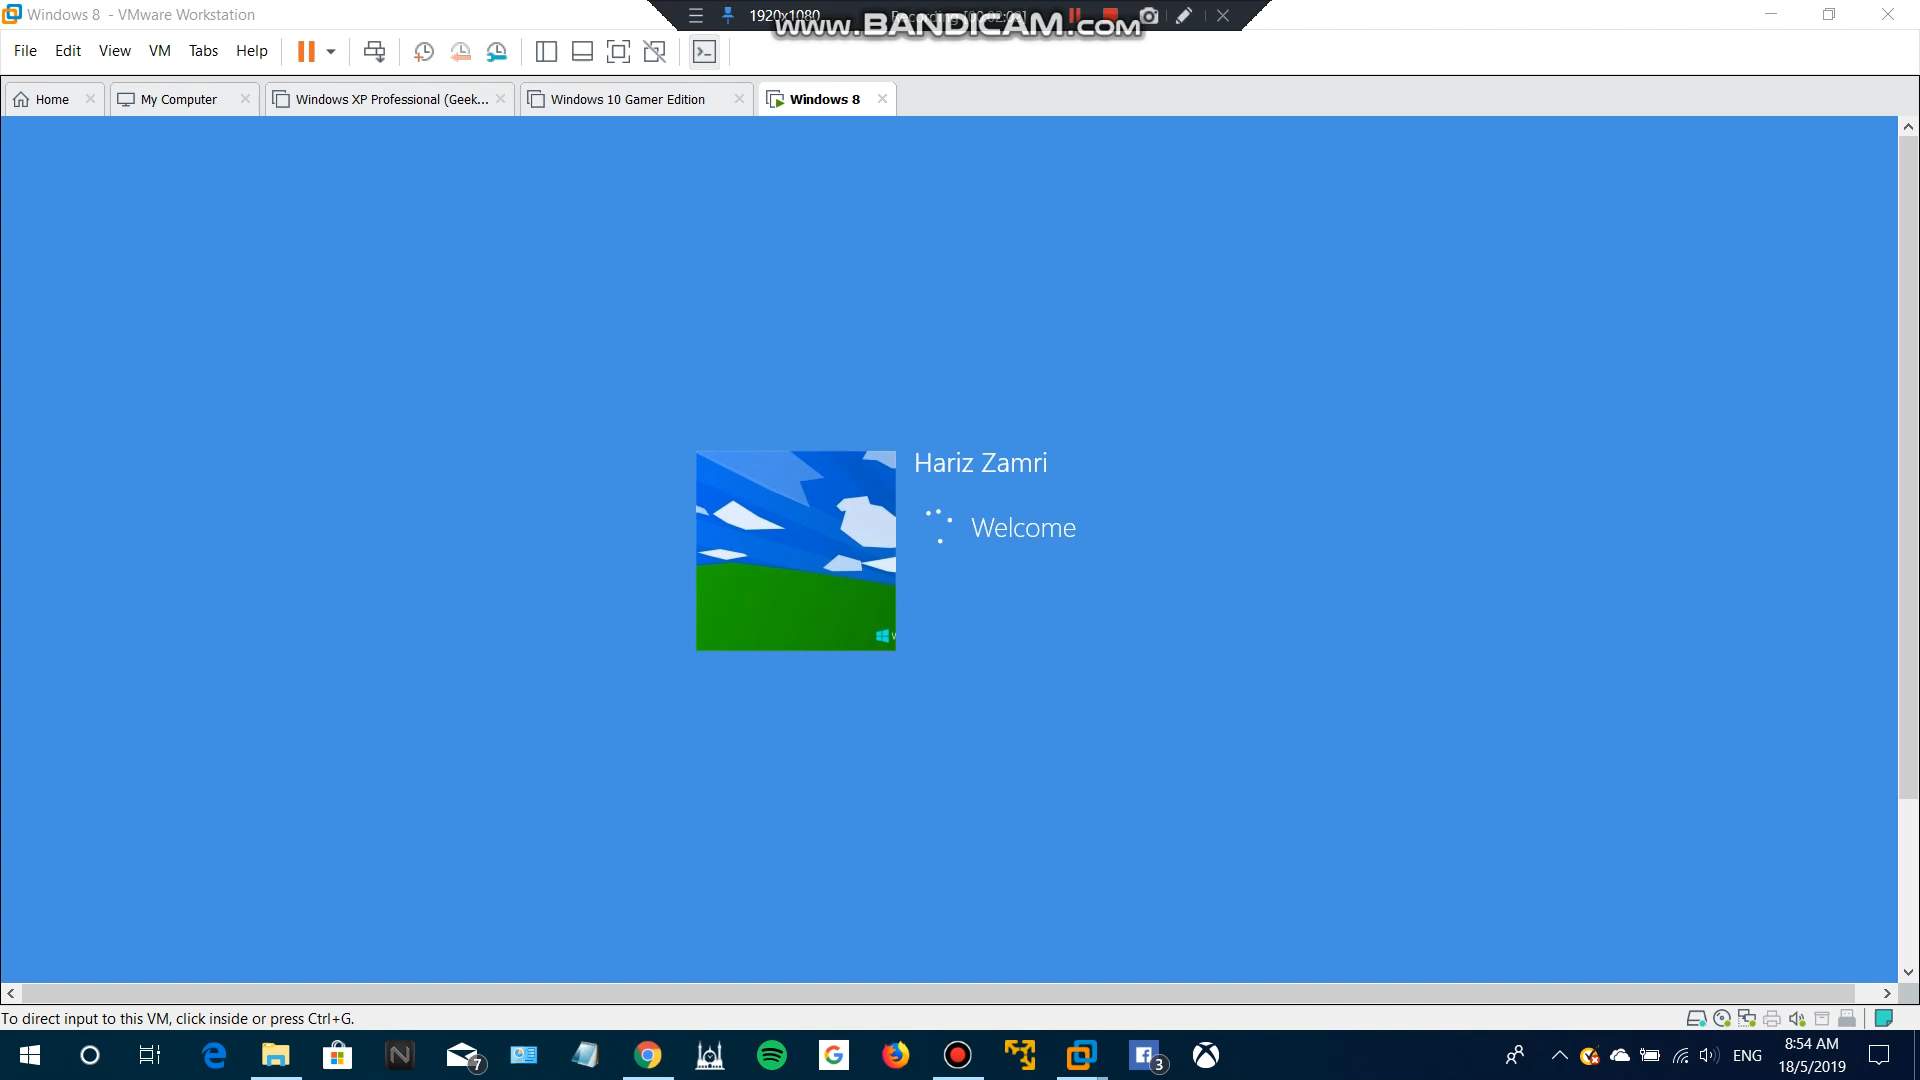 Windows 8 - VMware Workstation
1920x1080
www.BANDICAM.com
File Edit View VM Tabs Help
Home
My Computer
Windows XP Professional (Geek...
Windows 10 Gamer Edition
Windows 8
Hariz Zamri
Welcome
To direct input to this VM, click inside or press Ctrl+G.
7
3
ENG
8:54 AM
18/5/2019